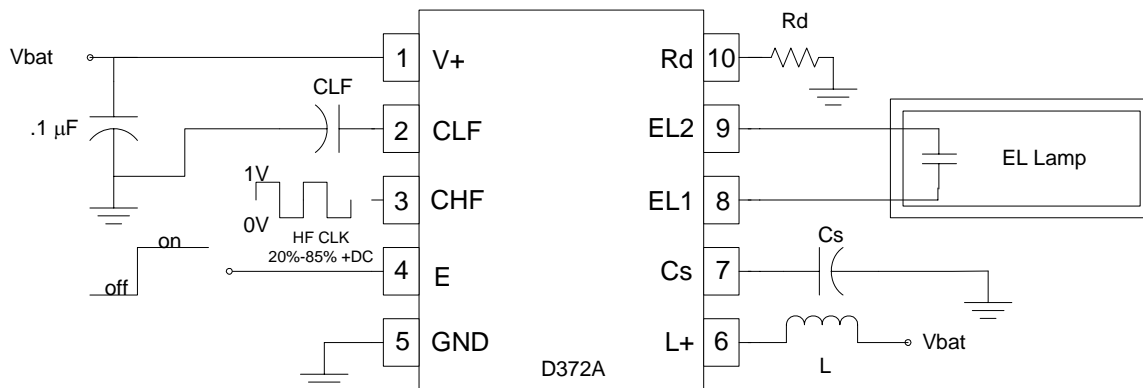 Vbat
.1 μF
CLF
1V
0V
HF CLK
20%-85% +DC
on
off
1 V+
2 CLF
3 CHF
4 E
5 GND
D372A
Rd 10
EL2 9
EL1 8
Cs 7
L+ 6
Rd
EL Lamp
Cs
L
Vbat